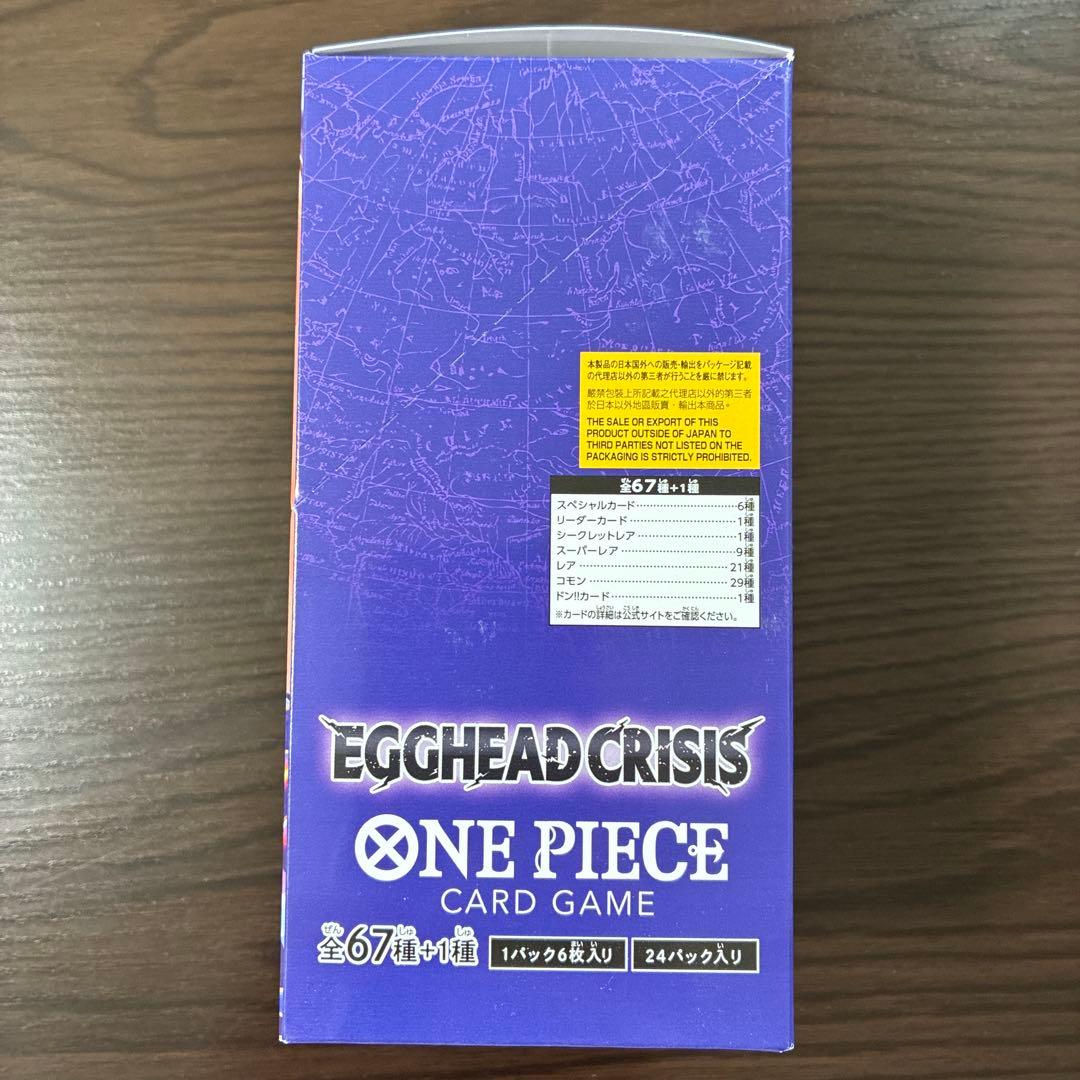 本製品の日本国外への販売・輸出をパッケージ記載
の代理店以外の第三者が行うことを厳に禁じます。
嚴禁包裝上所記載之代理店以外的第三者
於日本以外地區販賣・輸出本商品。
THE SALE OR EXPORT OF THIS
PRODUCT OUTSIDE OF JAPAN TO
THIRD PARTIES NOT LISTED ON THE
PACKAGING IS STRICTLY PROHIBITED.
全67種+1種
スペシャルカード 6種
リーダーカード 1種
シークレットレア 1種
スーパーレア 9種
レア 21種
コモン 29種
ドン!!カード 1種
※カードの詳細は公式サイトをご確認ください。
EGGHEAD CRISIS
ONE PIECE
CARD GAME
全67種+1種 1パック6枚入り 24パック入り